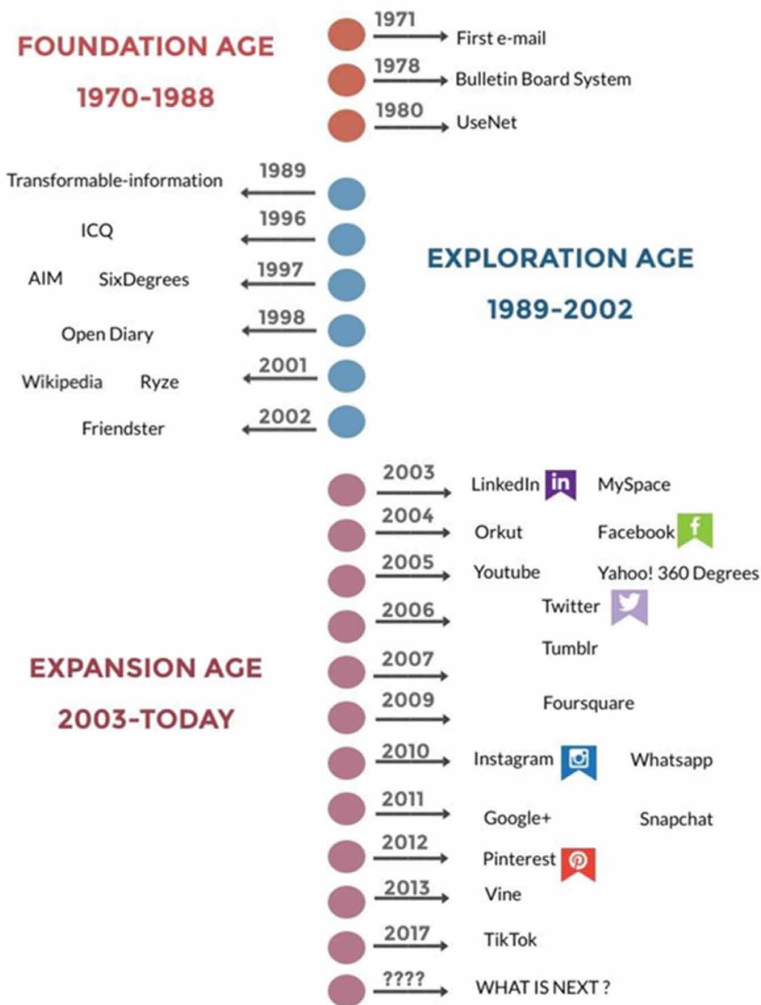 FOUNDATION AGE
1970-1988
1971
First e-mail
1978
Bulletin Board System
1980
UseNet
1989
Transformable-information
1996
ICQ
1997
AIM SixDegrees
1998
Open Diary
2001
Wikipedia Ryze
2002
Friendster
EXPLORATION AGE
1989-2002
EXPANSION AGE
2003-TODAY
2003
LinkedIn in MySpace
2004
Orkut Facebook f
2005
Youtube Yahoo! 360 Degrees
2006
Twitter
2007
Tumblr
2009
Foursquare
2010
Instagram Whatsapp
2011
Google+ Snapchat
2012
Pinterest
2013
Vine
2017
TikTok
????
WHAT IS NEXT ?